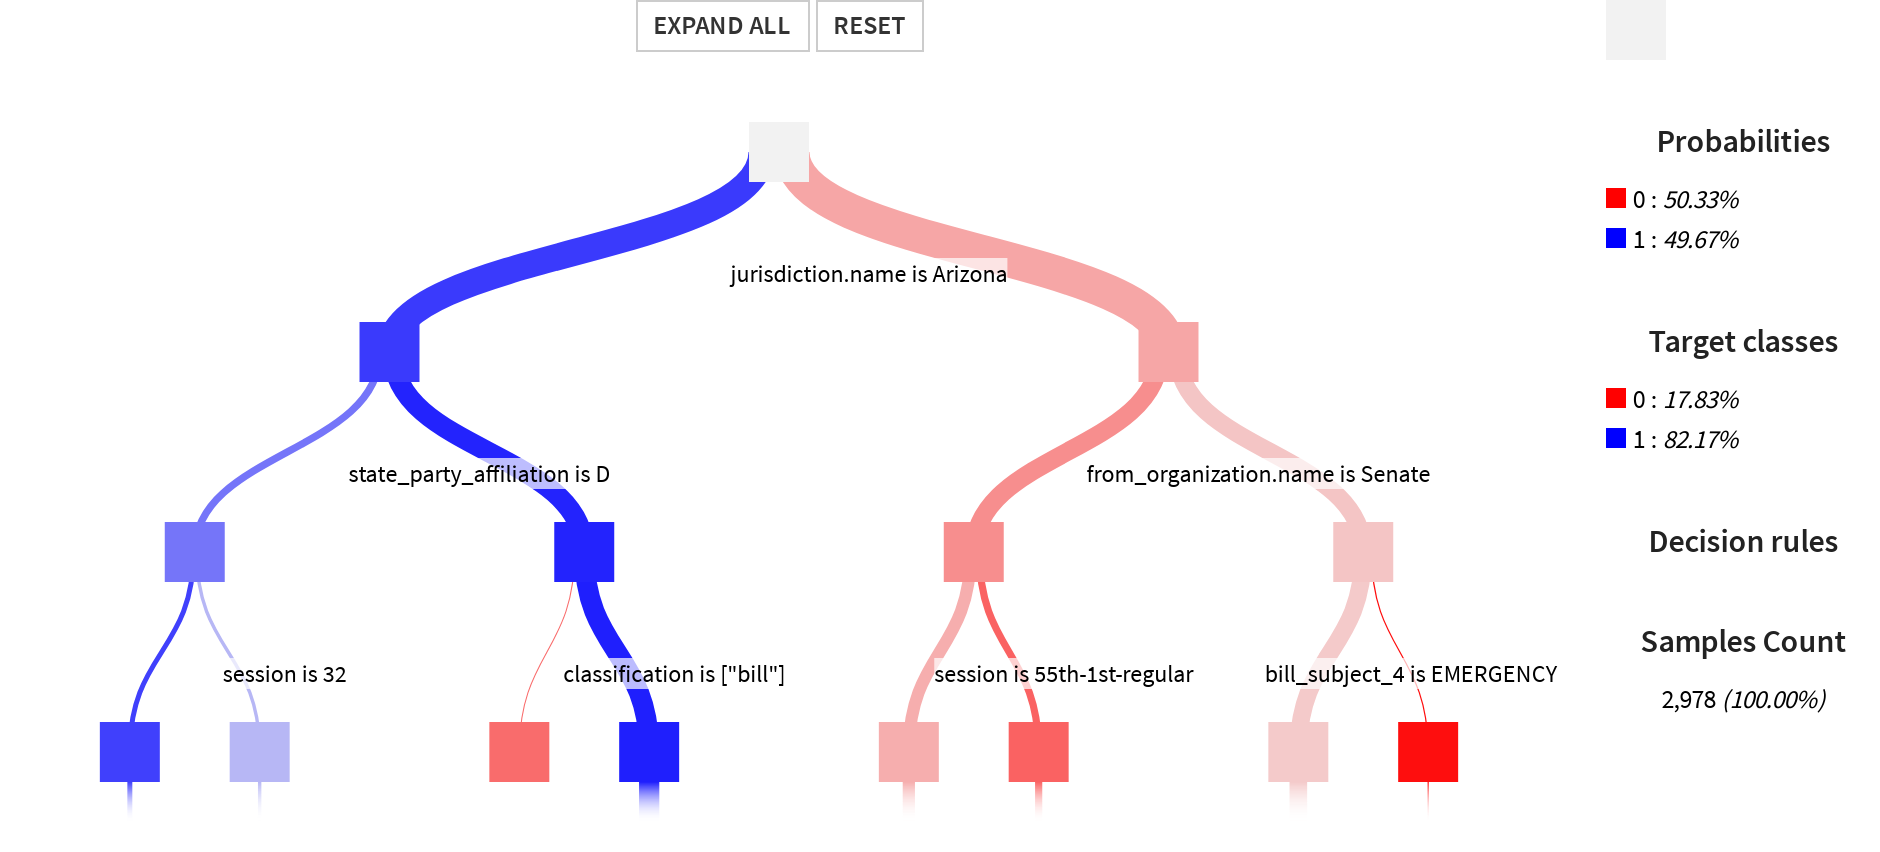 EXPAND ALL
RESET
Probabilities
0 : 50.33%
1 : 49.67%
jurisdiction.name is Arizona
Target classes
0 : 17.83%
1 : 82.17%
state_party_affiliation is D
from_organization.name is Senate
Decision rules
Samples Count
session is 32
classification is ["bill"]
session is 55th-1st-regular
bill_subject_4 is EMERGENCY
2,978 (100.00%)